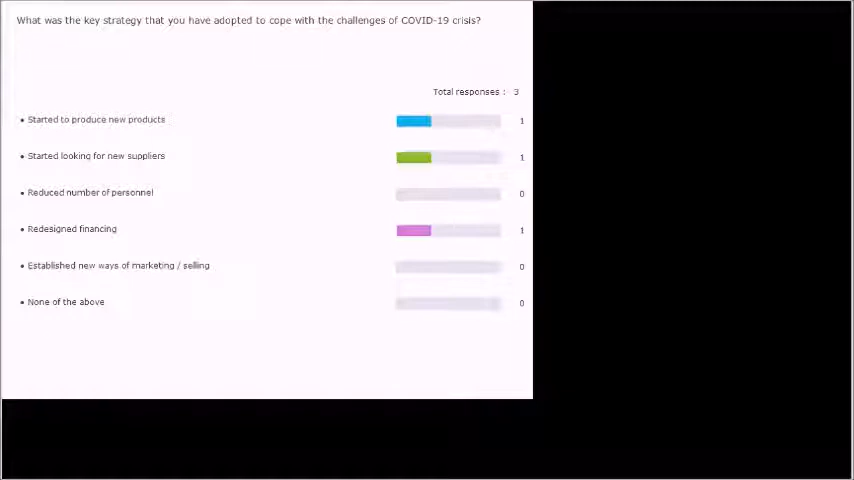 What was the key strategy that you have adopted to cope with the challenges of COVID-19 crisis?
Total responses : 3
• Started to produce new products 1
• Started looking for new suppliers 1
• Reduced number of personnel 0
• Redesigned financing 1
• Established new ways of marketing / selling 0
• None of the above 0